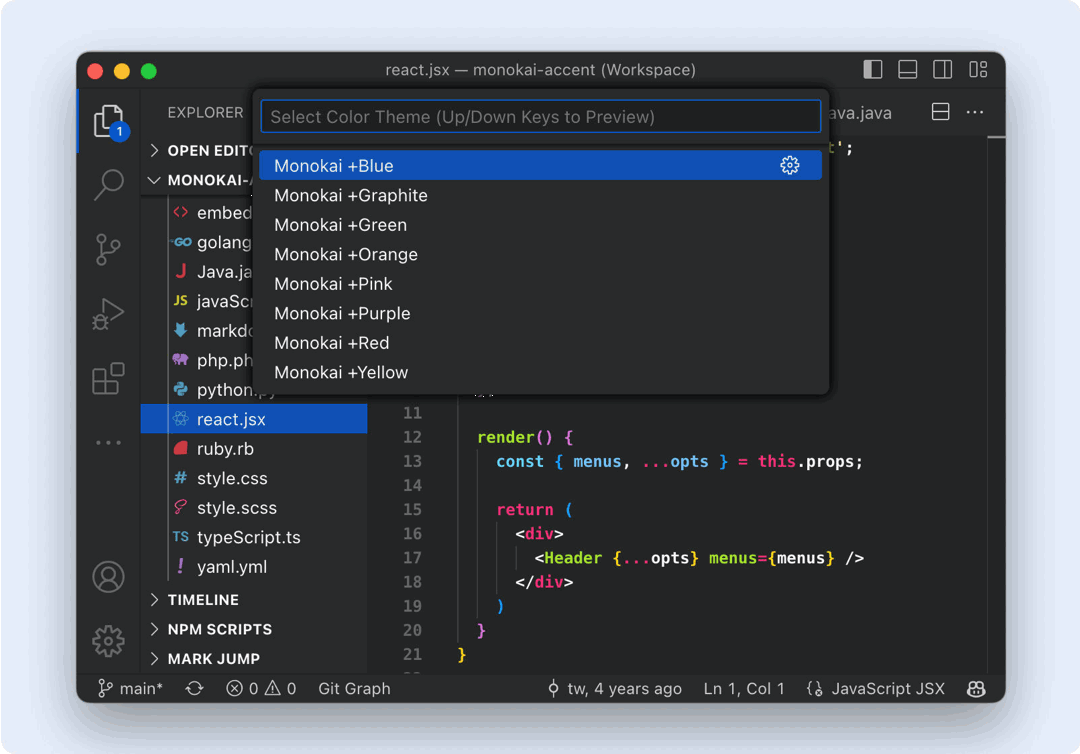 react.jsx — monokai-accent (Workspace)
1
EXPLORER
ava.java
Select Color Theme (Up/Down Keys to Preview)
Monokai +Blue
Monokai +Graphite
Monokai +Green
Monokai +Orange
Monokai +Pink
Monokai +Purple
Monokai +Red
Monokai +Yellow
OPEN EDIT
MONOKAI-
<> embed
GO golang
J Java.ja
JS javaScr
markdo
php.ph
python.py
react.jsx
ruby.rb
# style.css
style.scss
TS typeScript.ts
! yaml.yml
TIMELINE
NPM SCRIPTS
MARK JUMP
t';
11
12 render() {
13 const { menus, ...opts } = this.props;
14
15 return (
16 <div>
17 <Header {...opts} menus={menus} />
18 </div>
19 )
20 }
21 }
main* 0 0 Git Graph tw, 4 years ago Ln 1, Col 1 JavaScript JSX